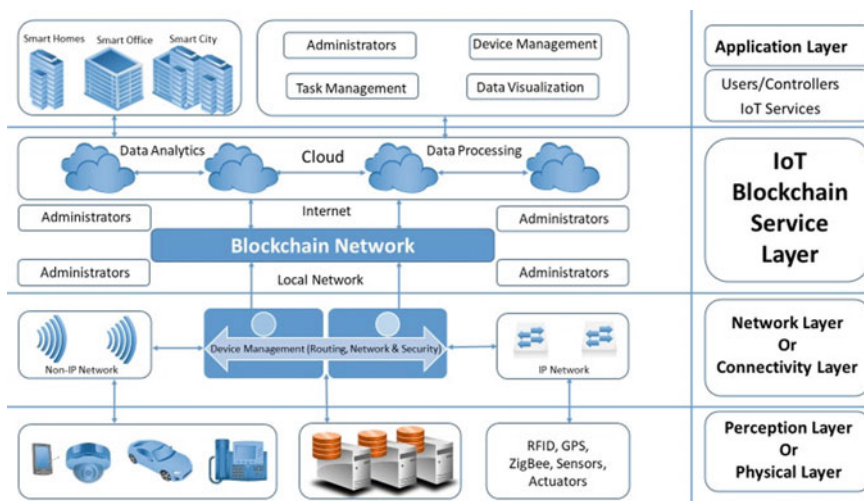 Smart Homes
Smart Office
Smart City
Administrators
Device Management
Task Management
Data Visualization
Application Layer
Users/Controllers
IoT Services
Data Analytics
Cloud
Data Processing
Internet
Administrators
Administrators
Blockchain Network
Administrators
Administrators
Local Network
IoT
Blockchain
Service
Layer
Non-IP Network
Device Management (Routing, Network & Security)
IP Network
Network Layer
Or
Connectivity Layer
RFID, GPS,
ZigBee, Sensors,
Actuators
Perception Layer
Or
Physical Layer